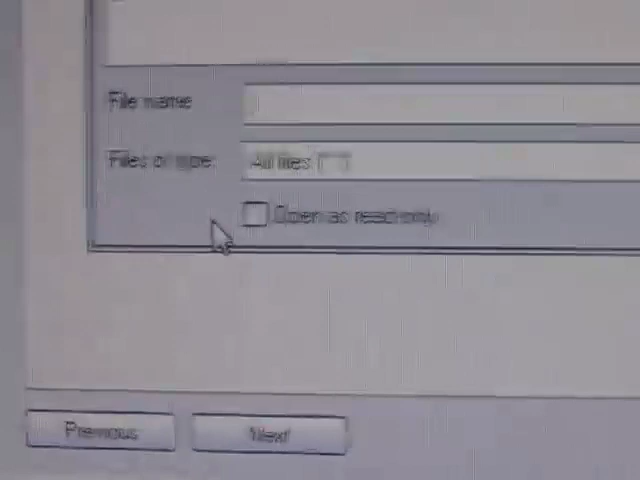 File name
Files of type:
All files (*.*)
Open as read-only
Previous
Next